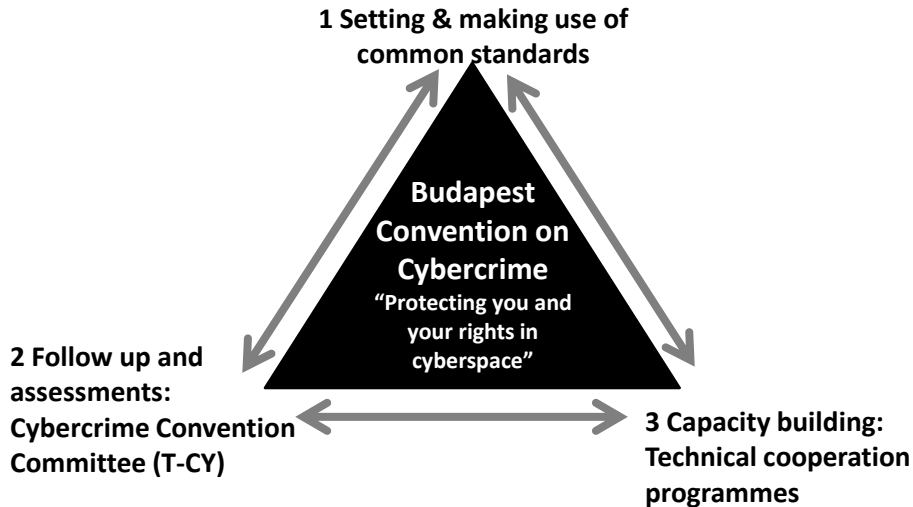 1 Setting & making use of
common standards
Budapest
Convention on
Cybercrime
“Protecting you and
your rights in
cyberspace”
2 Follow up and
assessments:
Cybercrime Convention
Committee (T-CY)
3 Capacity building:
Technical cooperation
programmes